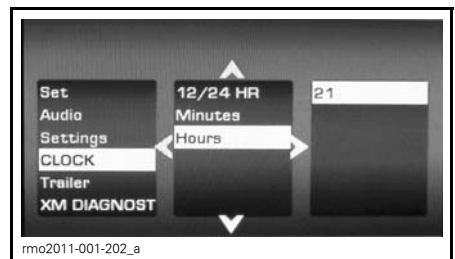 Set
Audio
Settings
CLOCK
Trailer
XM DIAGNOST
12/24 HR
Minutes
Hours
21
rmo2011-001-202_a